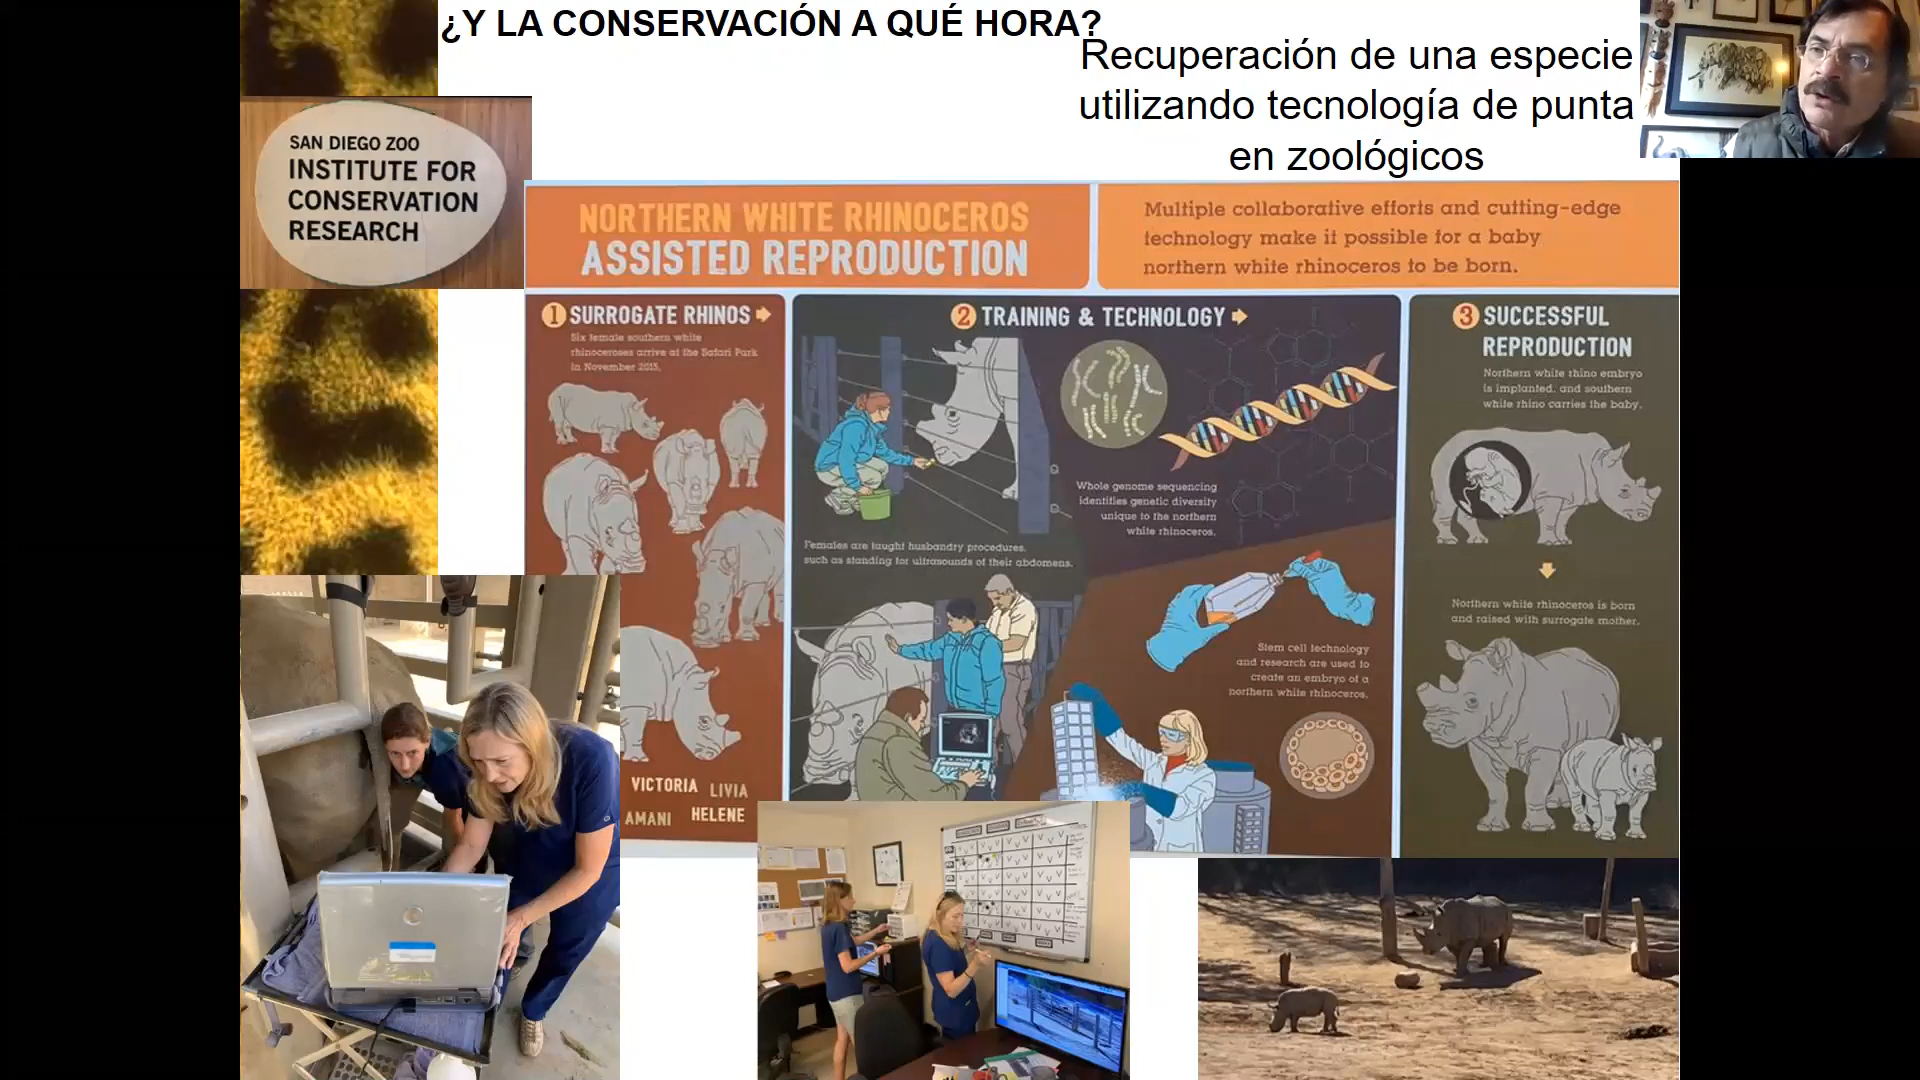 ¿Y LA CONSERVACIÓN A QUÉ HORA?
Recuperación de una especie
utilizando tecnología de punta
en zoológicos
SAN DIEGO ZOO
INSTITUTE FOR
CONSERVATION
RESEARCH
NORTHERN WHITE RHINOCEROS
ASSISTED REPRODUCTION
Multiple collaborative efforts and cutting-edge
technology make it possible for a baby
northern white rhinoceros to be born.
1 SURROGATE RHINOS
Six female southern white
rhinoceroses arrive at the Safari Park
in November 2015.
VICTORIA LIVIA
AMANI HELENE
2 TRAINING & TECHNOLOGY
Females are taught husbandry procedures,
such as standing for ultrasounds of their abdomens.
Whole genome sequencing
identifies genetic diversity
unique to the northern
white rhinoceros.
Stem cell technology
and research are used to
create an embryo of a
northern white rhinoceros.
3 SUCCESSFUL
REPRODUCTION
Northern white rhino embryo
is implanted, and southern
white rhino carries the baby.
Northern white rhinoceros is born
and raised with surrogate mother.